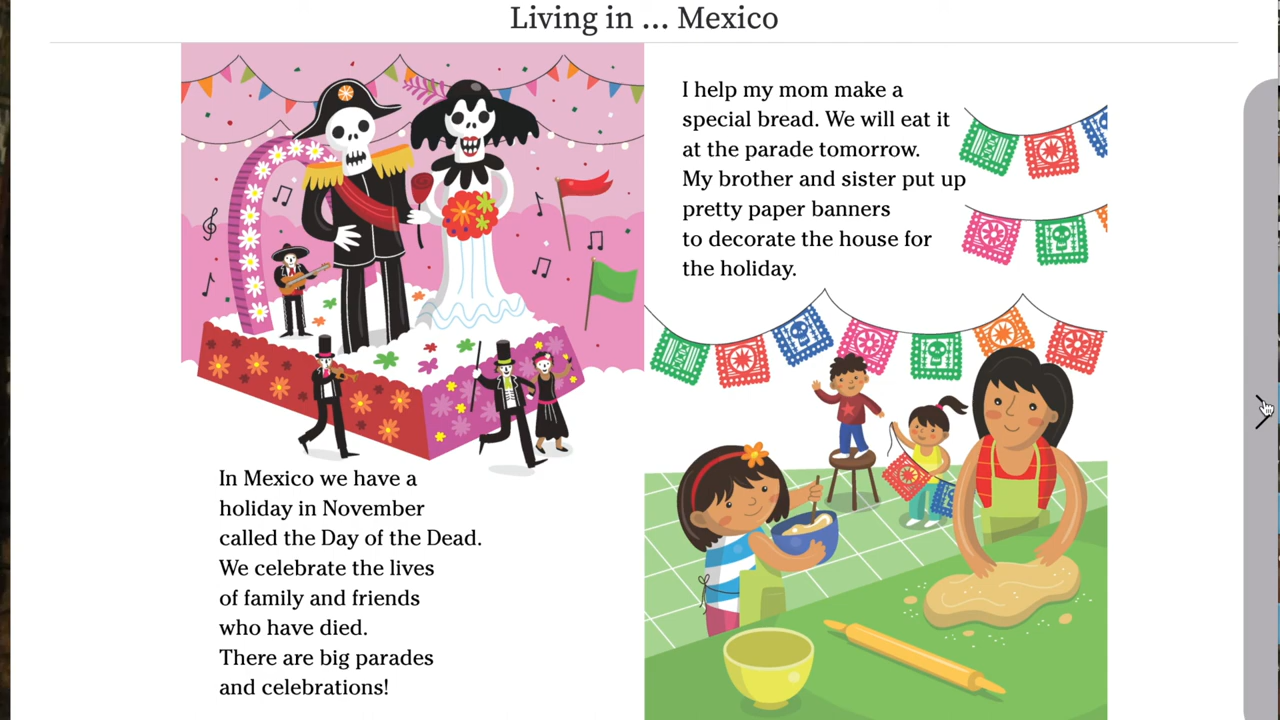 Living in ... Mexico
In Mexico we have a
holiday in November
called the Day of the Dead.
We celebrate the lives
of family and friends
who have died.
There are big parades
and celebrations!
I help my mom make a
special bread. We will eat it
at the parade tomorrow.
My brother and sister put up
pretty paper banners
to decorate the house for
the holiday.